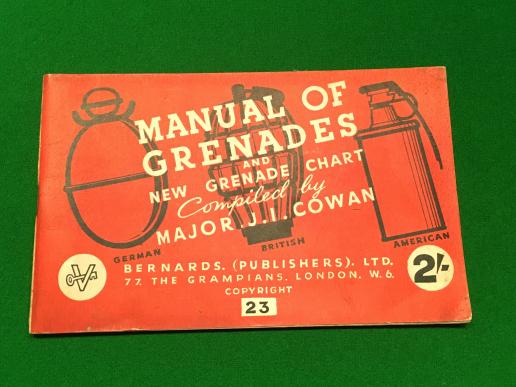 MANUAL OF
GRENADES
AND
NEW GRENADE CHART
Compiled by
MAJOR. J. I. COWAN
GERMAN
BRITISH
AMERICAN
BERNARDS. (PUBLISHERS). LTD.
77. THE GRAMPIANS. LONDON. W.6.
COPYRIGHT
23
2/-